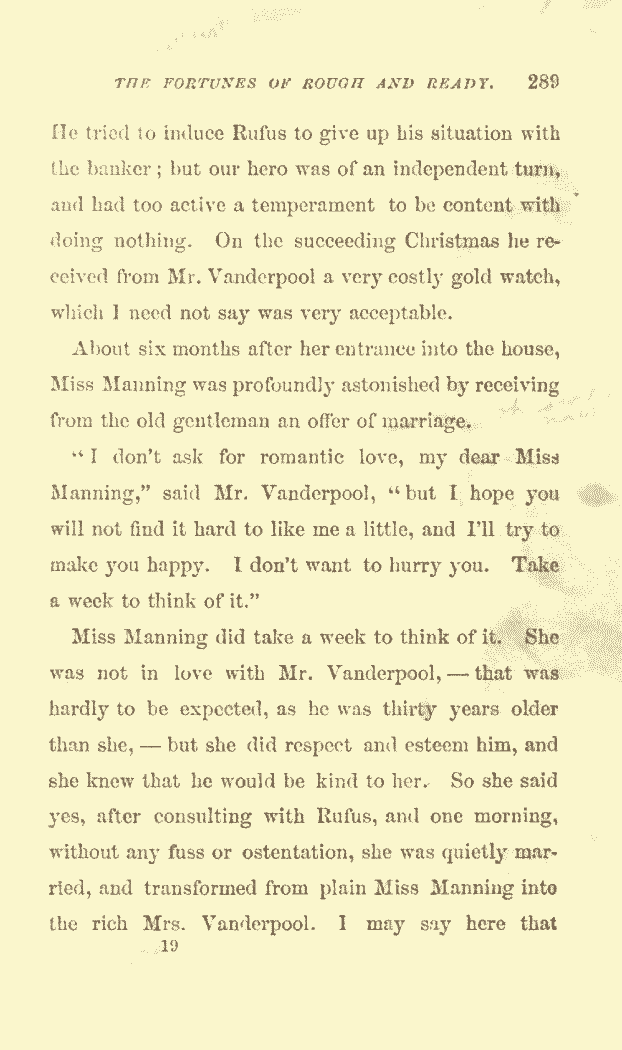 THE FORTUNES OF ROUGH AND READY. 289
He tried to induce Rufus to give up his situation with
the banker; but our hero was of an independent turn,
and had too active a temperament to be content with
doing nothing. On the succeeding Christmas he re-
ceived from Mr. Vanderpool a very costly gold watch,
which I need not say was very acceptable.
About six months after her entrance into the house,
Miss Manning was profoundly astonished by receiving
from the old gentleman an offer of marriage.
"I don't ask for romantic love, my dear Miss
Manning," said Mr. Vanderpool, "but I hope you
will not find it hard to like me a little, and I'll try to
make you happy. I don't want to hurry you. Take
a week to think of it."
Miss Manning did take a week to think of it. She
was not in love with Mr. Vanderpool, — that was
hardly to be expected, as he was thirty years older
than she, — but she did respect and esteem him, and
she knew that he would be kind to her. So she said
yes, after consulting with Rufus, and one morning,
without any fuss or ostentation, she was quietly mar-
ried, and transformed from plain Miss Manning into
the rich Mrs. Vanderpool. I may say here that
19